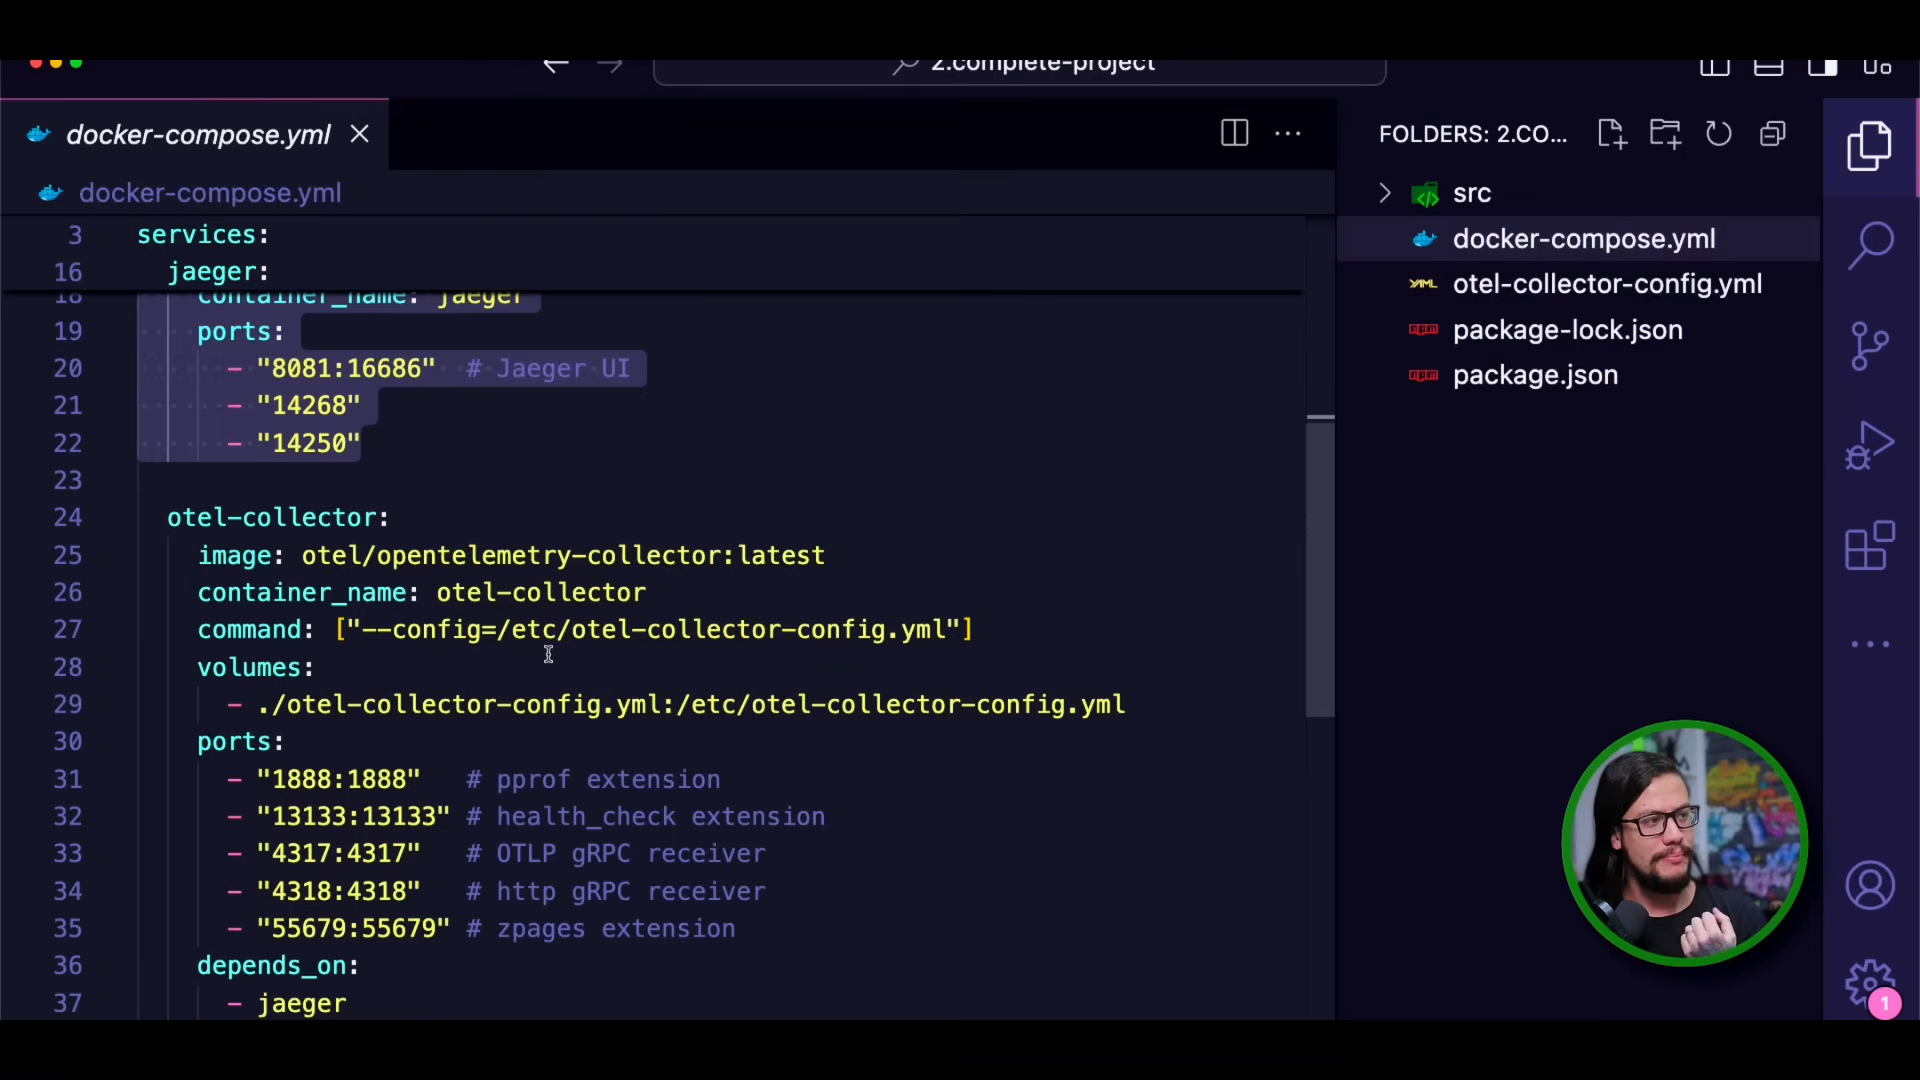 2.complete-project
docker-compose.yml
FOLDERS: 2.CO...
docker-compose.yml
src
docker-compose.yml
otel-collector-config.yml
package-lock.json
package.json
3 services:
16 jaeger:
18 container_name: jaeger
19 ports:
20 - "8081:16686" # Jaeger UI
21 - "14268"
22 - "14250"
23
24 otel-collector:
25 image: otel/opentelemetry-collector:latest
26 container_name: otel-collector
27 command: ["--config=/etc/otel-collector-config.yml"]
28 volumes:
29 - ./otel-collector-config.yml:/etc/otel-collector-config.yml
30 ports:
31 - "1888:1888" # pprof extension
32 - "13133:13133" # health_check extension
33 - "4317:4317" # OTLP gRPC receiver
34 - "4318:4318" # http gRPC receiver
35 - "55679:55679" # zpages extension
36 depends_on:
37 - jaeger
1